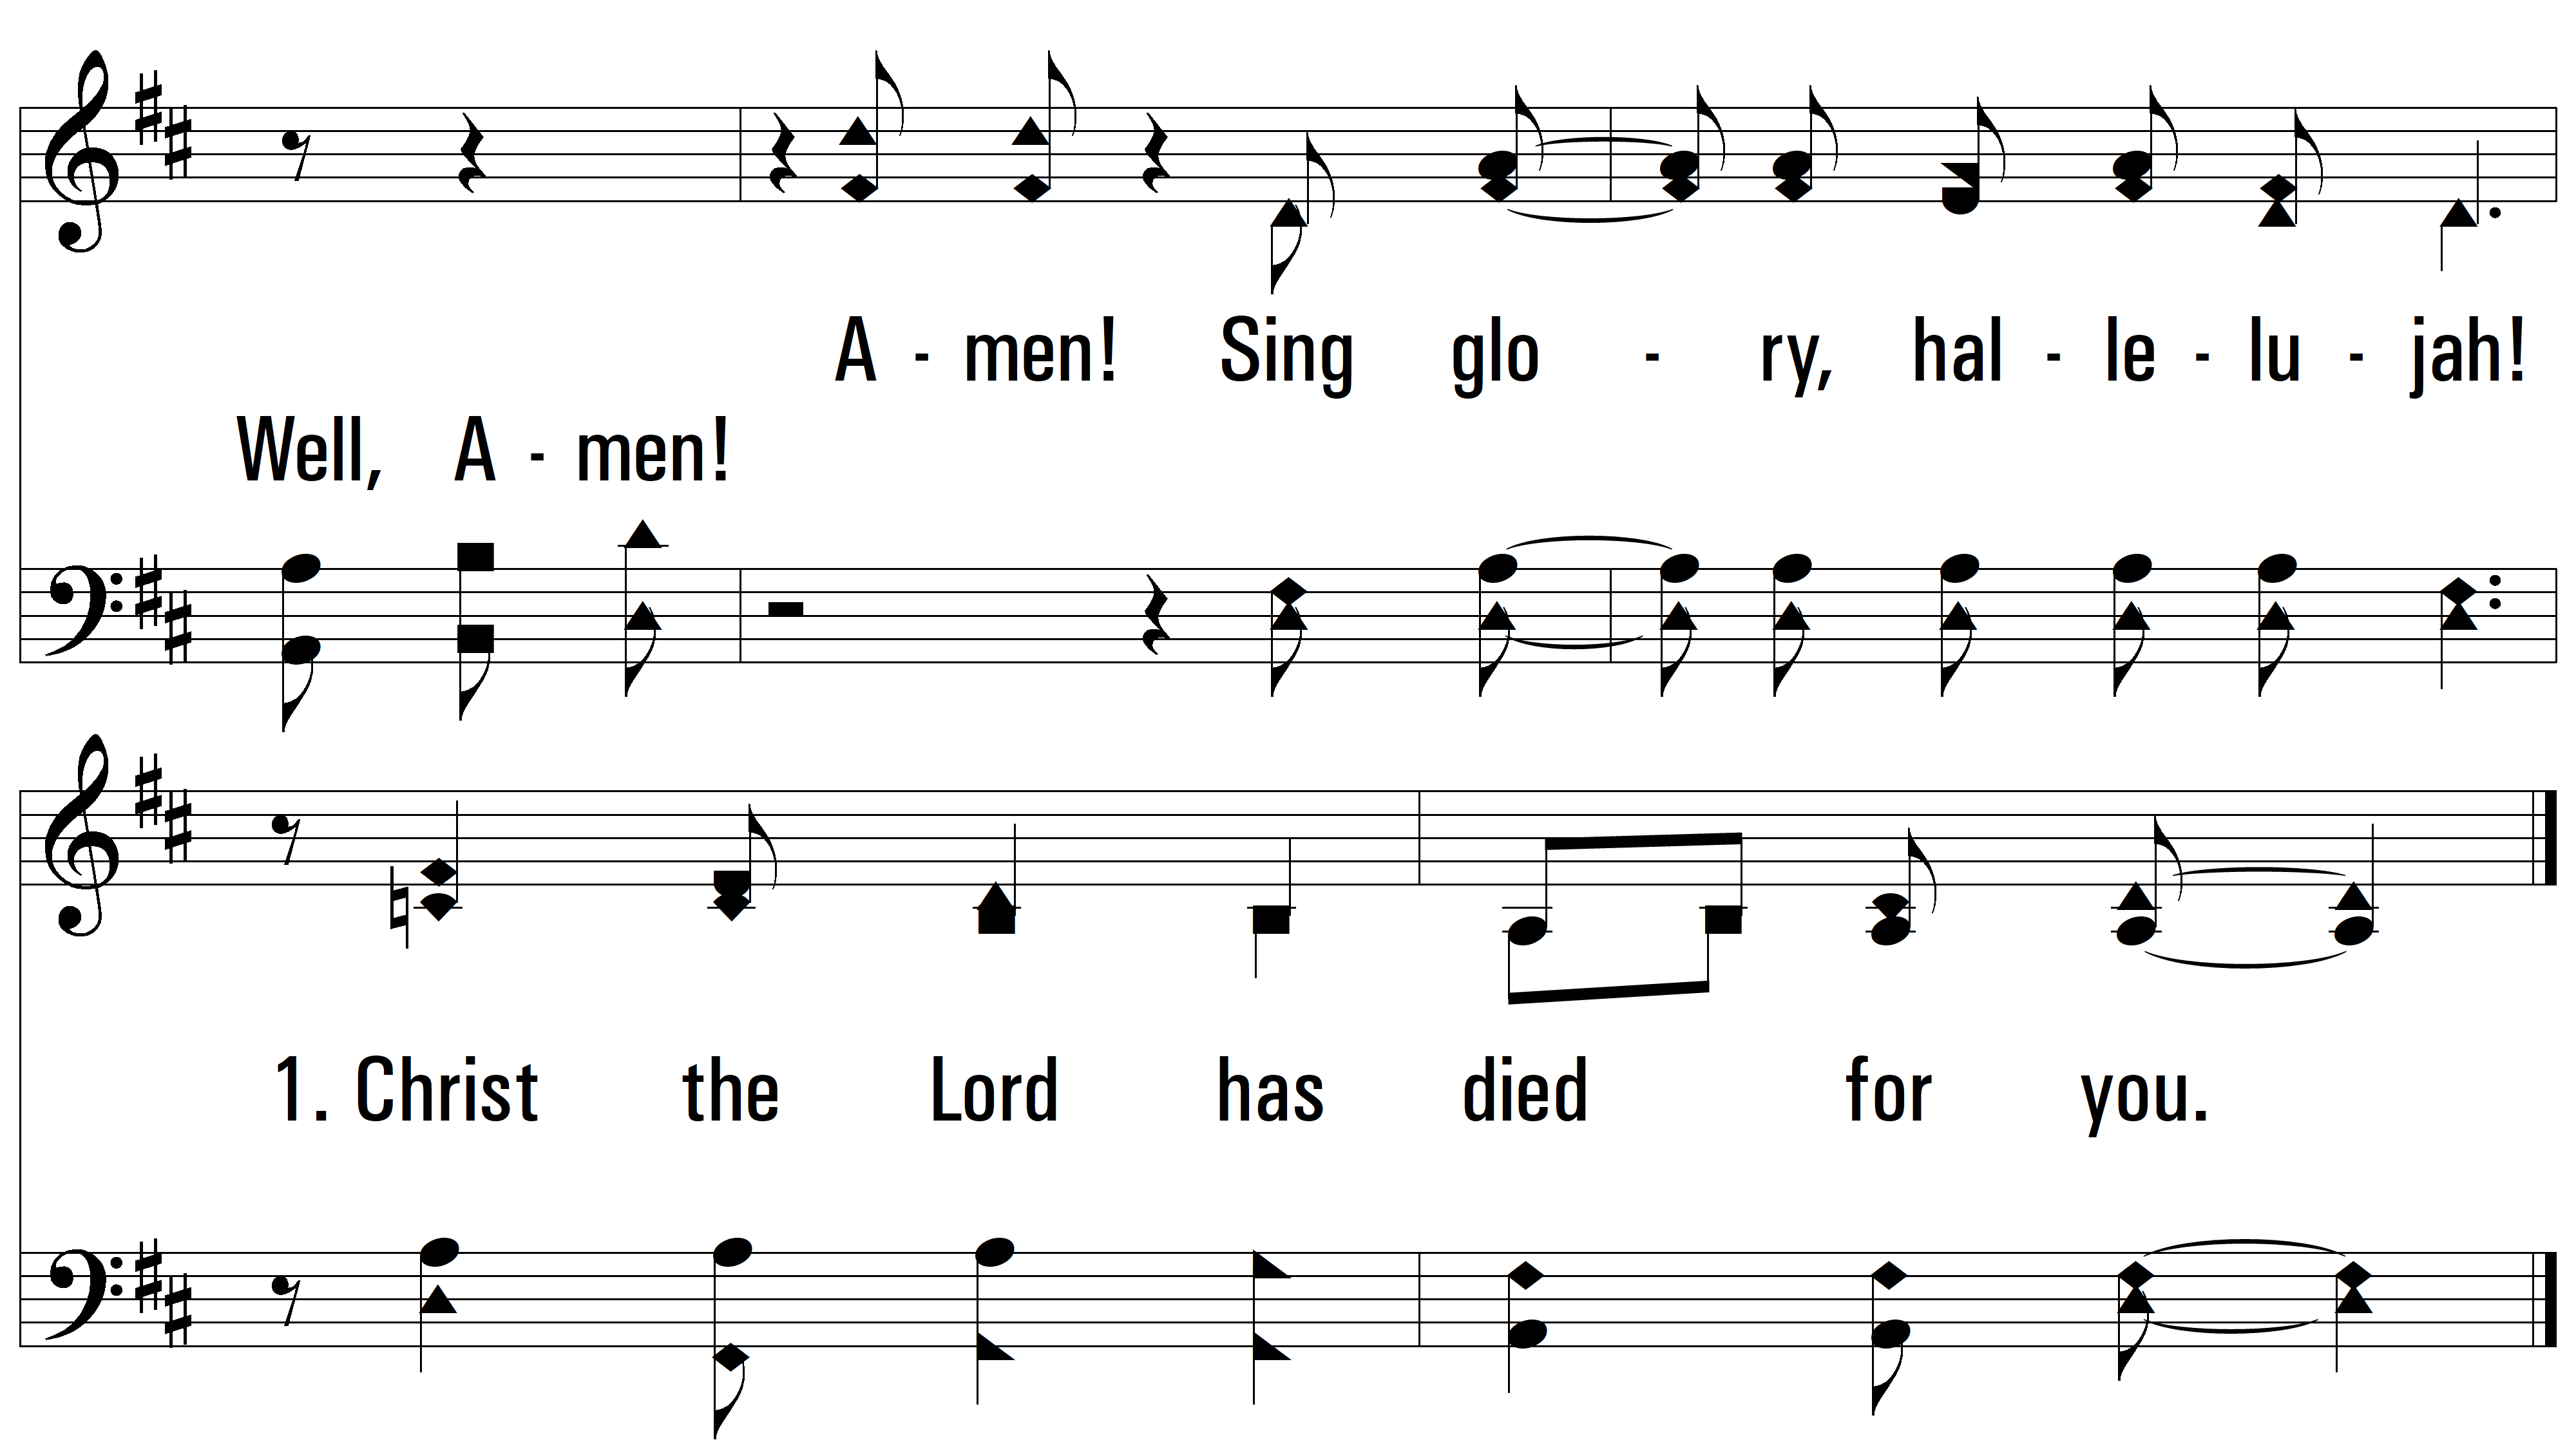 A - men! Sing glo - ry, hal - le - lu - jah!
Well, A - men!
1. Christ the Lord has died for you.